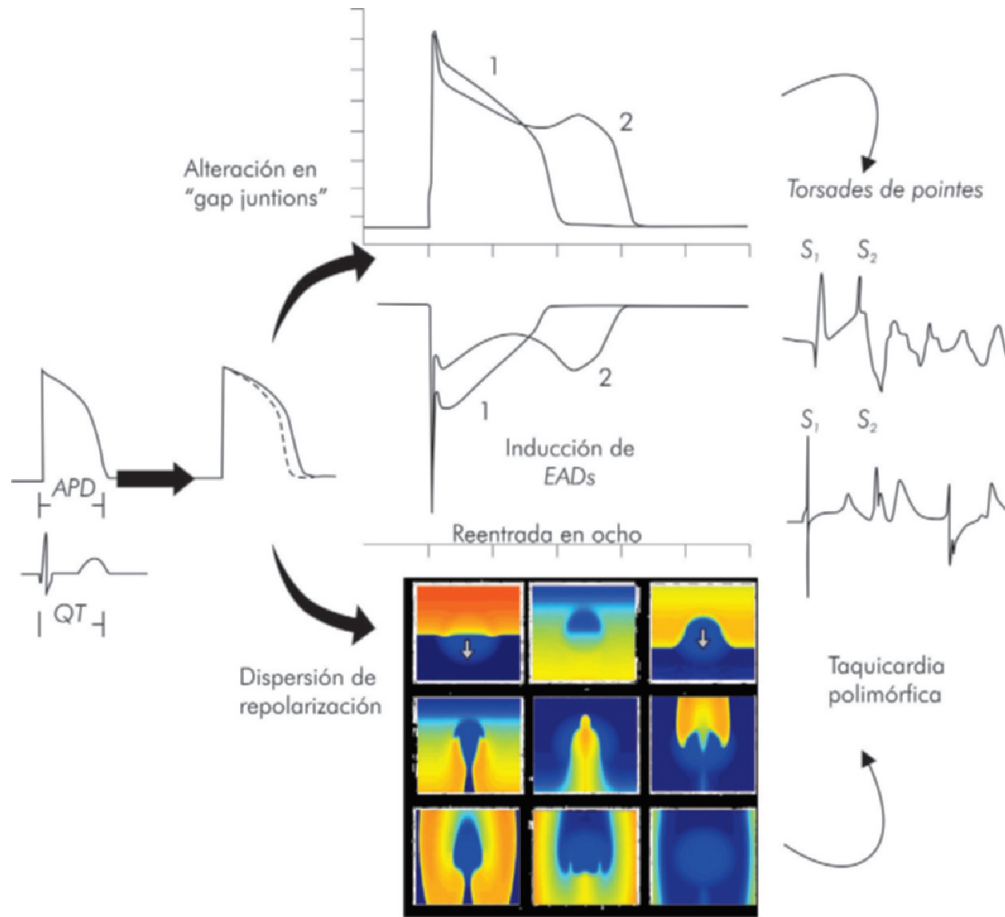 1
2
Alteración en
"gap juntions"
Torsades de pointes
S1 S2
1
2
Inducción de
EADs
APD
QT
S1 S2
Reentrada en ocho
Dispersión de
repolarización
Taquicardia
polimórfica